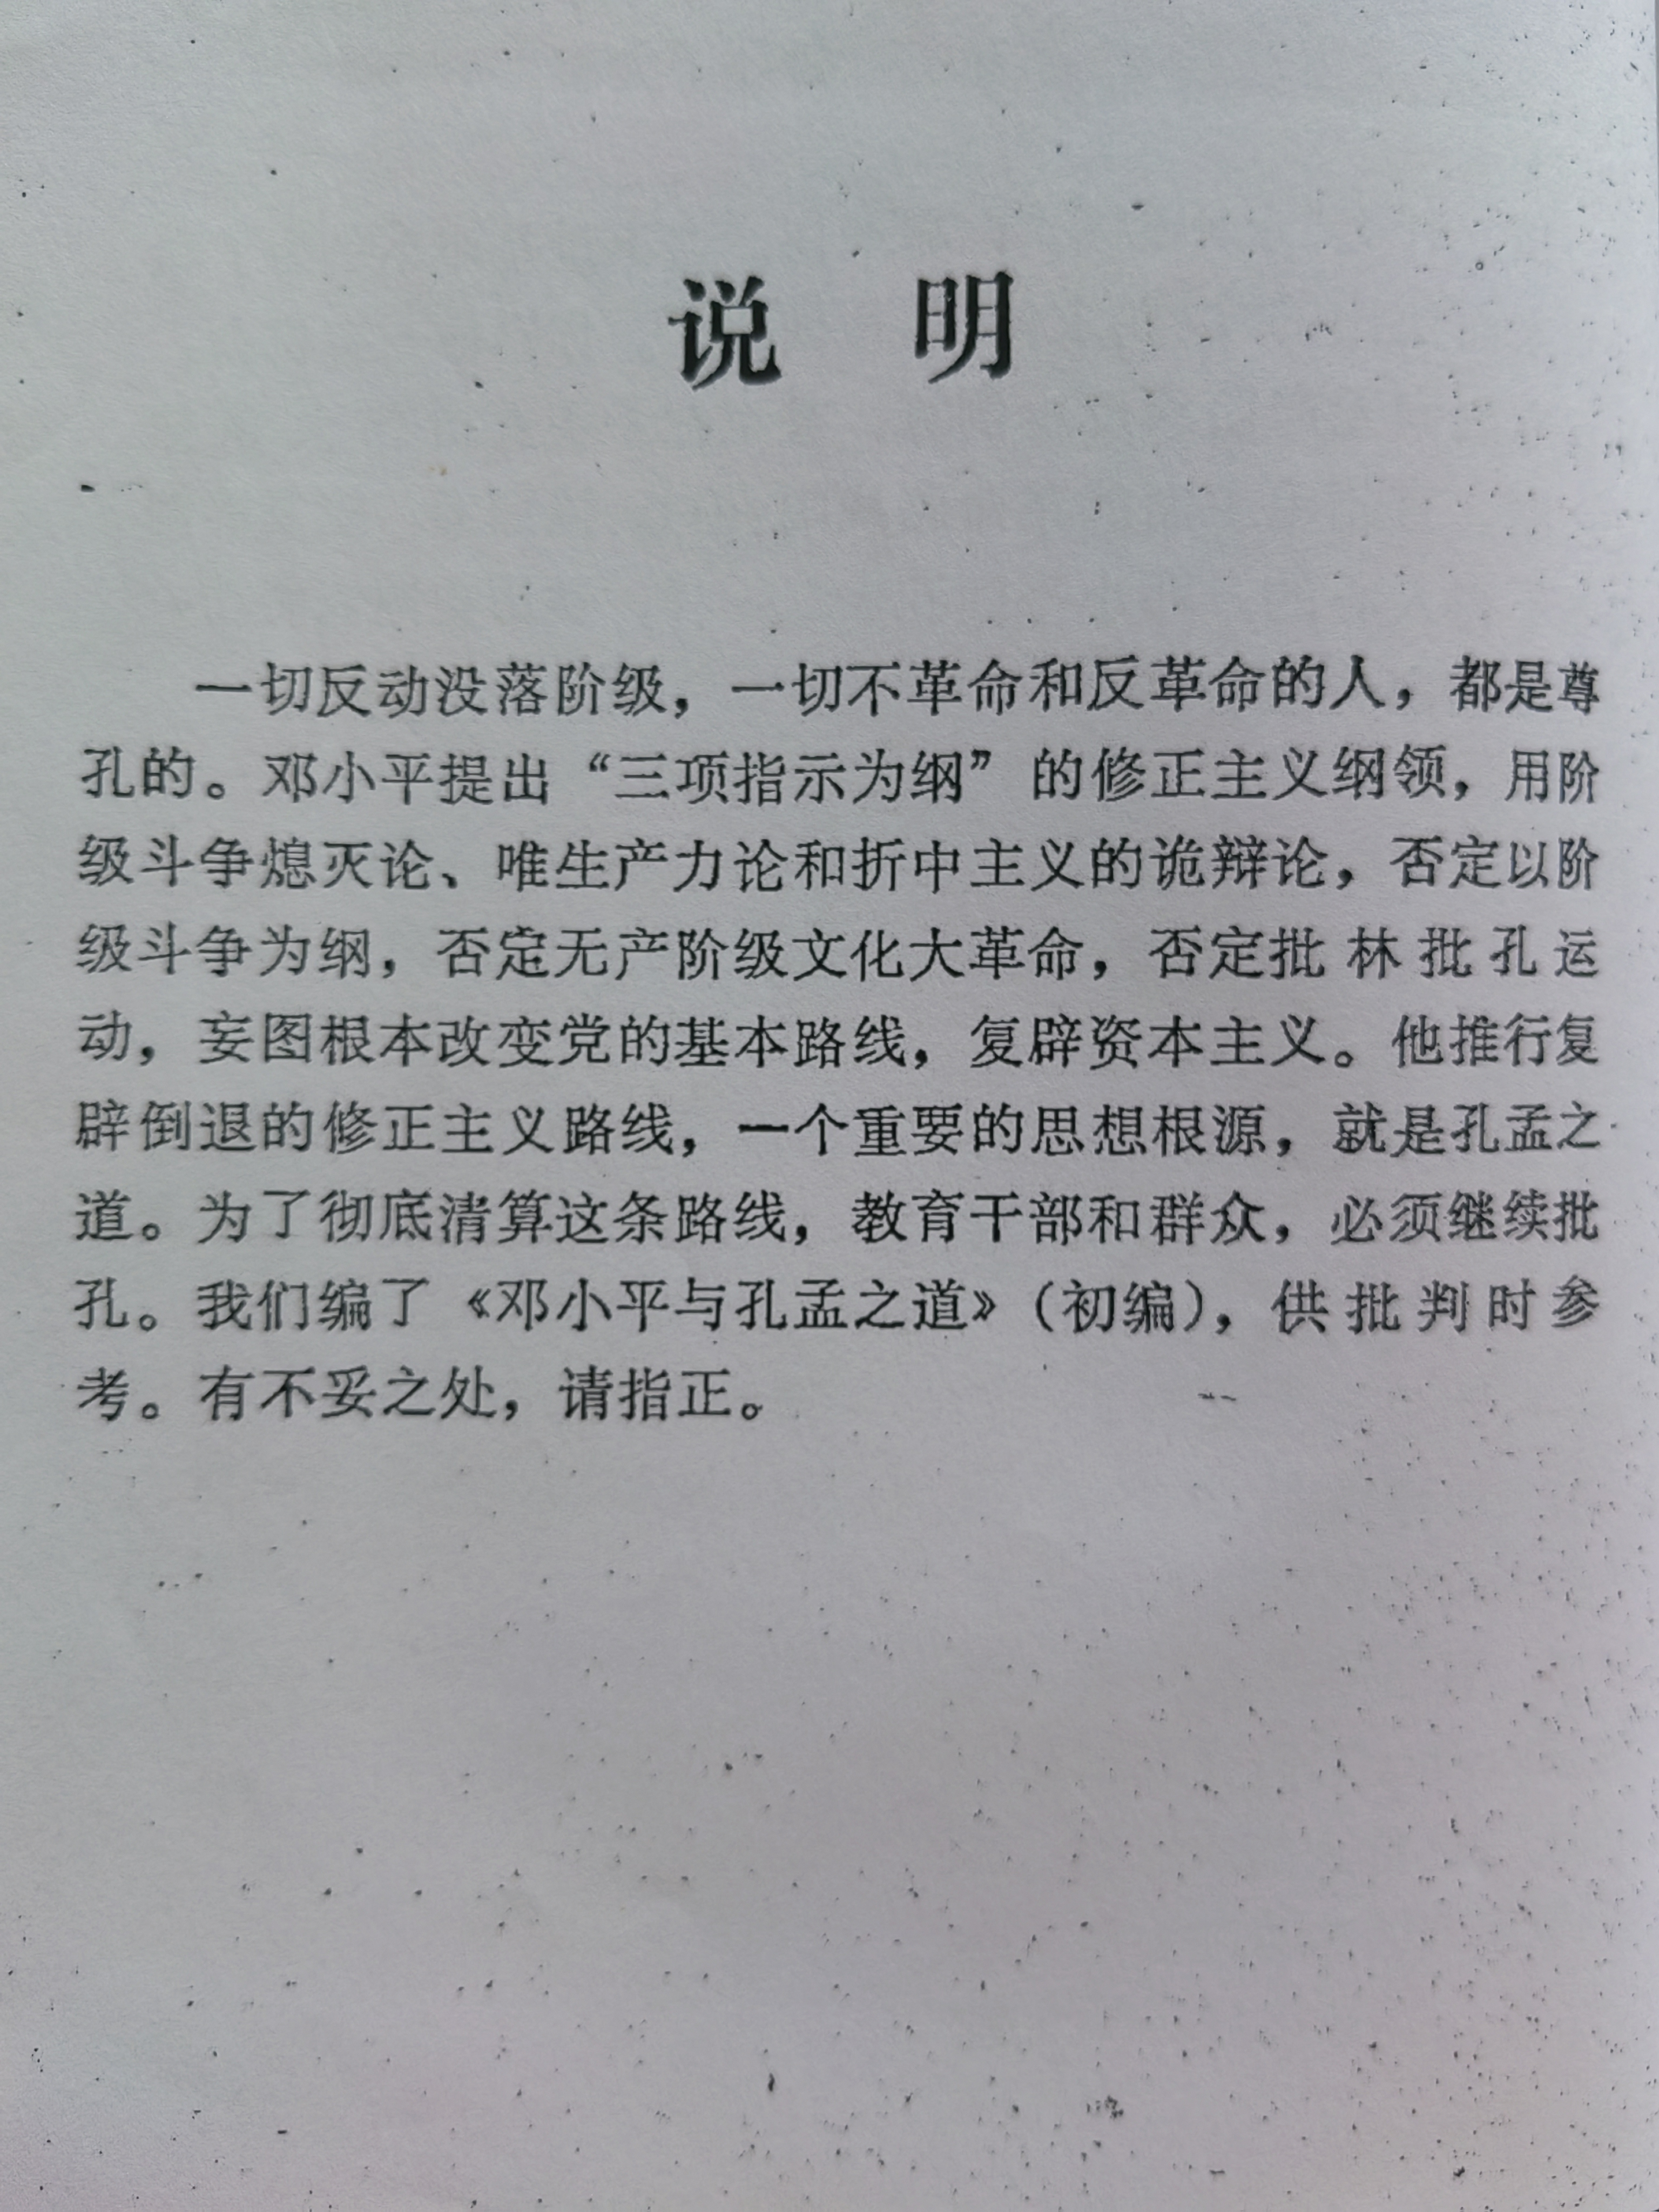 说 明
一切反动没落阶级，一切不革命和反革命的人，都是尊
孔的。邓小平提出“三项指示为纲”的修正主义纲领，用阶
级斗争熄灭论、唯生产力论和折中主义的诡辩论，否定以阶
级斗争为纲，否定无产阶级文化大革命，否定批林批孔运
动，妄图根本改变党的基本路线，复辟资本主义。他推行复
辟倒退的修正主义路线，一个重要的思想根源，就是孔孟之
道。为了彻底清算这条路线，教育干部和群众，必须继续批
孔。我们编了《邓小平与孔孟之道》（初编），供批判时参
考。有不妥之处，请指正。